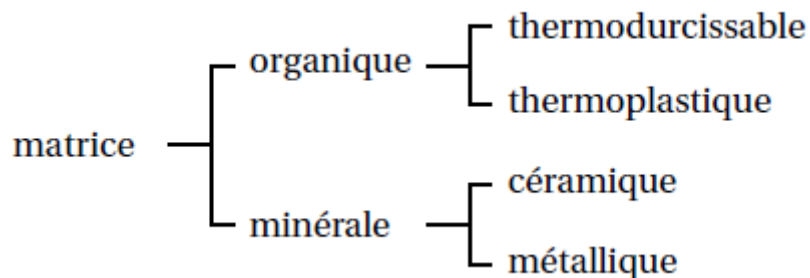 matrice
organique
thermodurcissable
thermoplastique
minérale
céramique
métallique